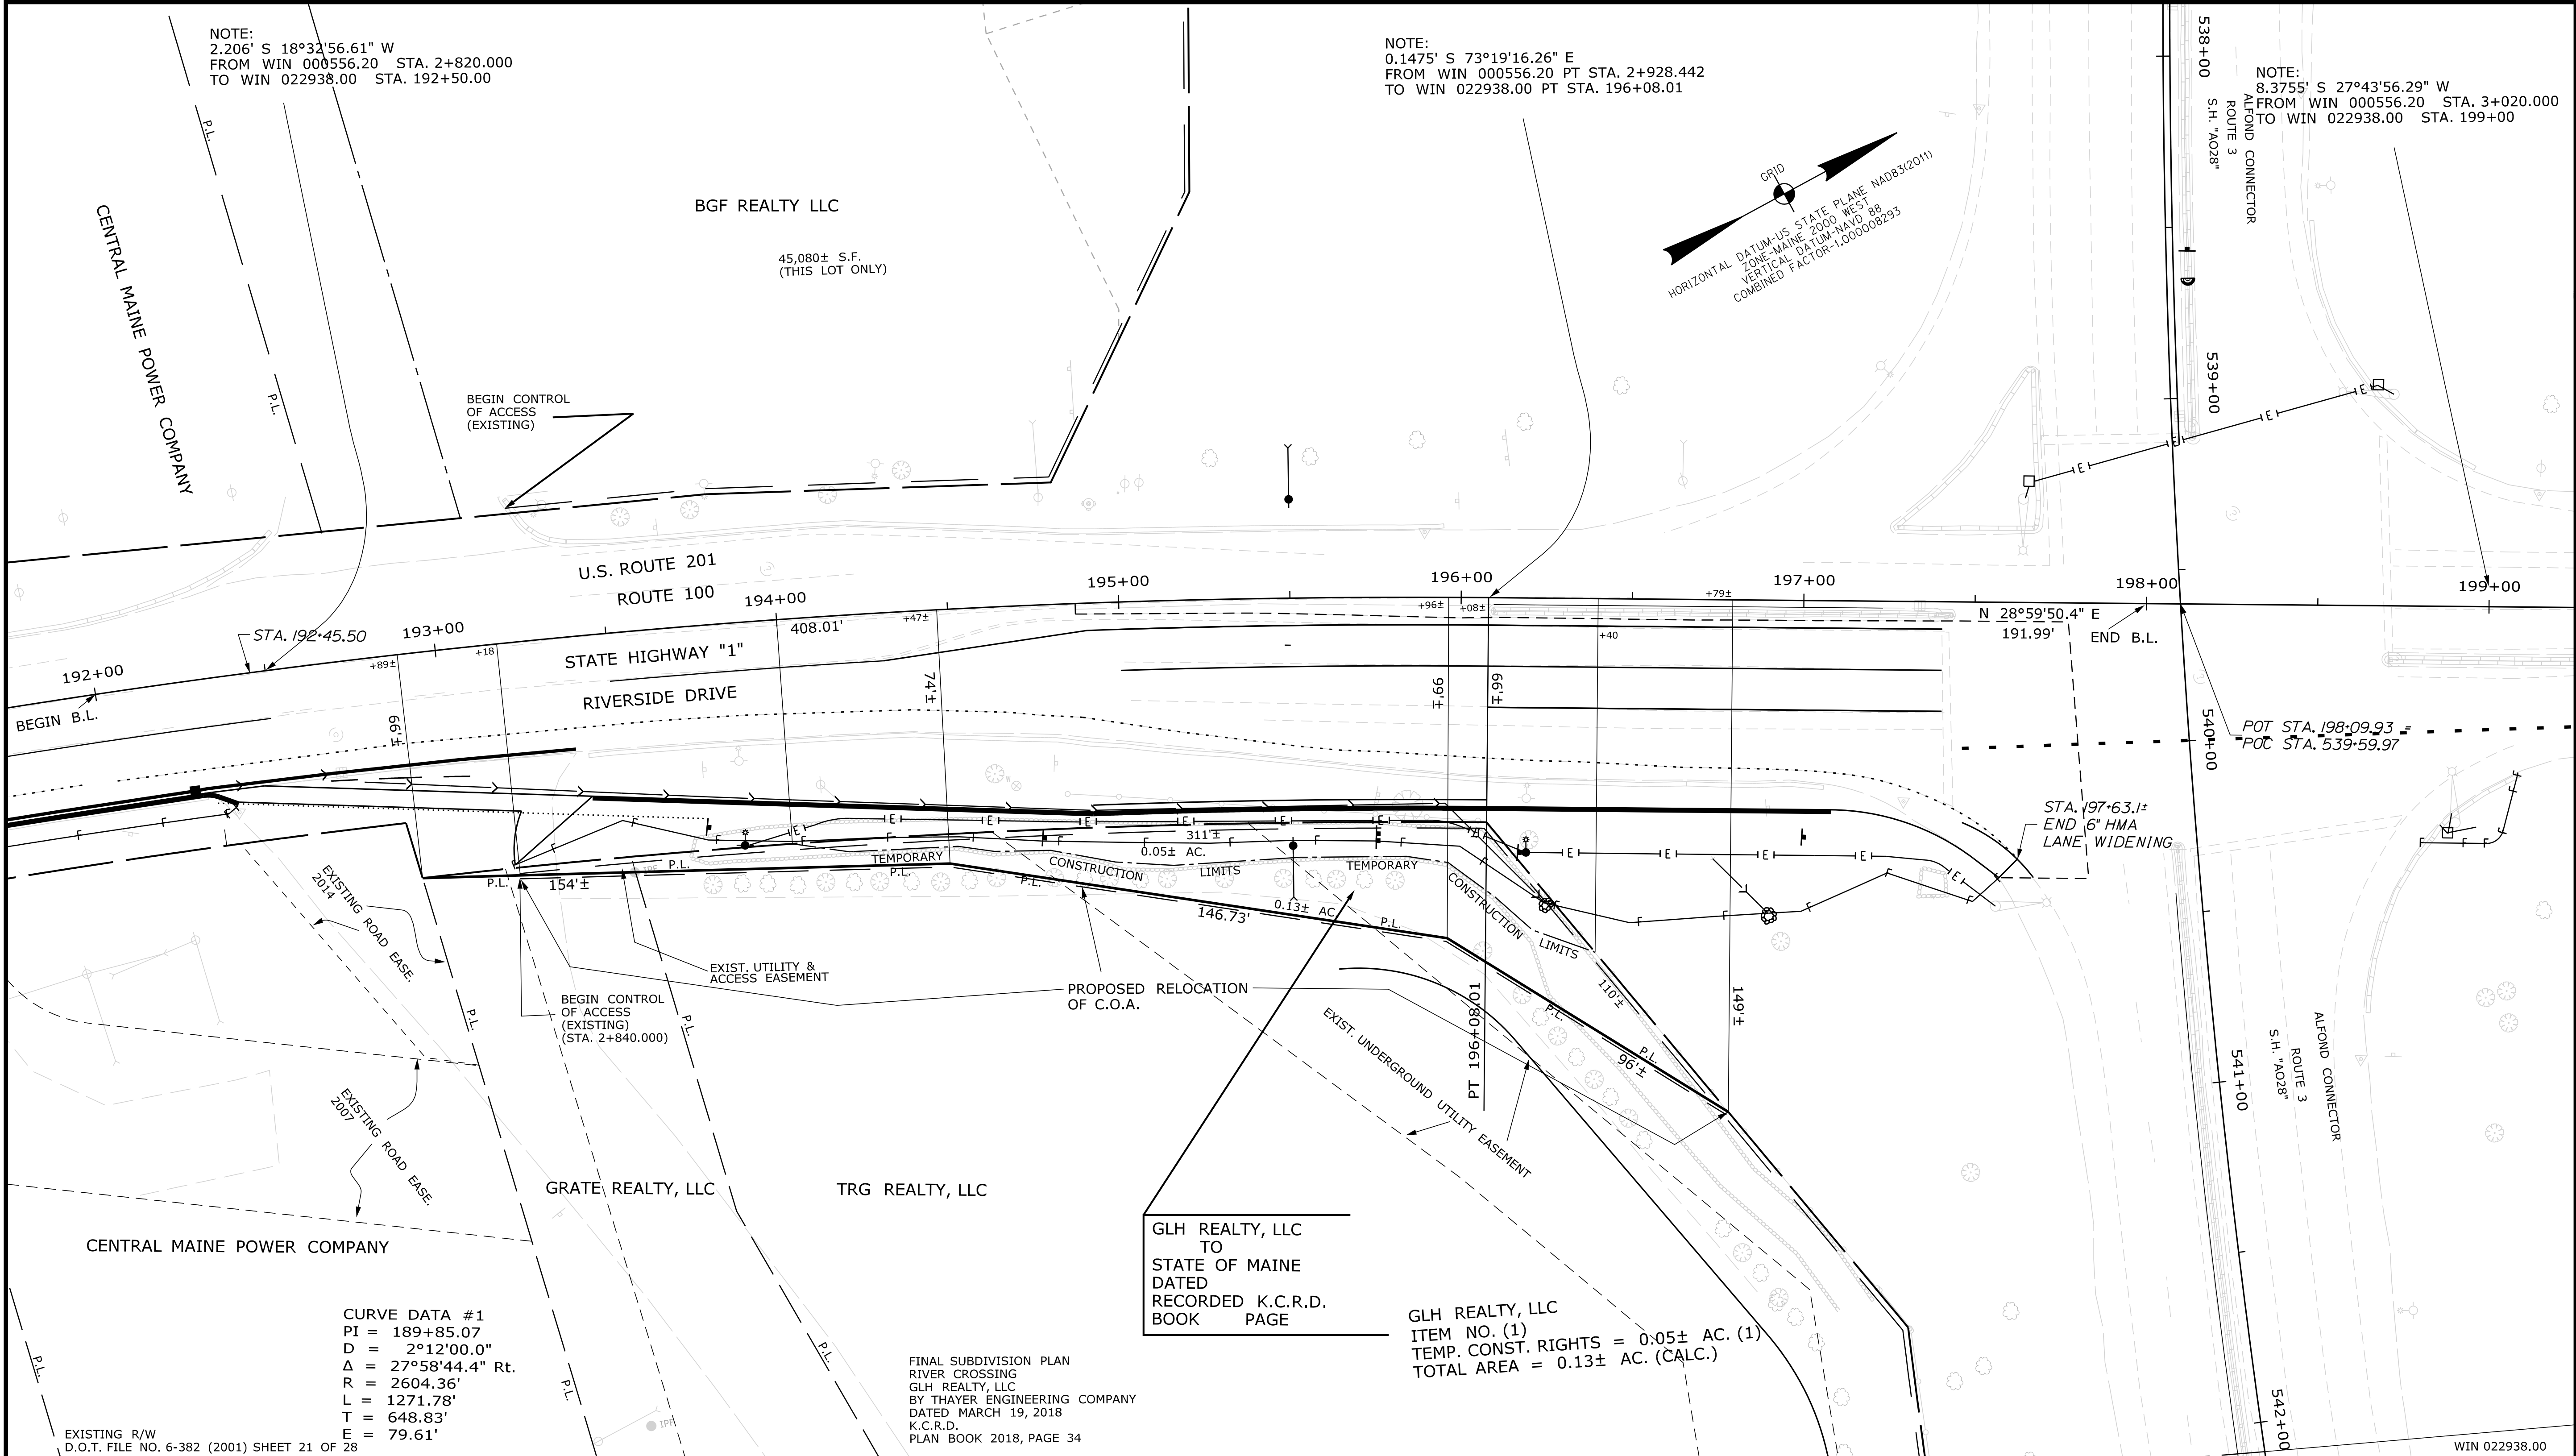 NOTE:
2.206' S 18°32'56.61" W
FROM WIN 000556.20 STA. 2+820.000
TO WIN 022938.00 STA. 192+50.00
NOTE:
0.1475' S 73°19'16.26" E
FROM WIN 000556.20 PT STA. 2+928.442
TO WIN 022938.00 PT STA. 196+08.01
NOTE:
8.3755' S 27°43'56.29" W
FROM WIN 000556.20 STA. 3+020.000
TO WIN 022938.00 STA. 199+00
538+00
ALFOND CONNECTOR
ROUTE 3
S.H. "AO28"
539+00
GRID
HORIZONTAL DATUM-US STATE PLANE NAD83(2011)
ZONE-MAINE 2000 WEST
VERTICAL DATUM-NAVD 88
COMBINED FACTOR-1.000008293
P.L.
P.L.
CENTRAL MAINE POWER COMPANY
BGF REALTY LLC
45,080± S.F.
(THIS LOT ONLY)
BEGIN CONTROL
OF ACCESS
(EXISTING)
U.S. ROUTE 201
ROUTE 100
STATE HIGHWAY "1"
RIVERSIDE DRIVE
192+00
193+00
194+00
195+00
196+00
197+00
198+00
199+00
BEGIN B.L.
STA. 192+45.50
+89±
+18
408.01'
+47±
+96±
+08±
+40
+79±
N 28°59'50.4" E
191.99'
END B.L.
66'±
74'±
99'±
66'±
POT STA. 198+09.93 =
POC STA. 539+59.97
540+00
STA. 197+63.1±
END 6" HMA
LANE WIDENING
E
E
E
E
F
F
F
E
E
E
E
E
E
E
E
E
E
E
F
F
F
F
311'±
0.05± AC.
TEMPORARY
CONSTRUCTION
LIMITS
TEMPORARY
CONSTRUCTION
LIMITS
P.L.
P.L.
P.L.
P.L.
P.L.
154'±
146.73'
0.13± AC.
EXISTING ROAD EASE.
2014
EXIST. UTILITY &
ACCESS EASEMENT
BEGIN CONTROL
OF ACCESS
(EXISTING)
(STA. 2+840.000)
PROPOSED RELOCATION
OF C.O.A.
PT 196+08.01
110'±
149'±
P.L.
P.L.
96'±
EXIST. UNDERGROUND UTILITY EASEMENT
EXISTING ROAD EASE.
2007
P.L.
P.L.
541+00
ALFOND CONNECTOR
ROUTE 3
S.H. "AO28"
542+00
GRATE REALTY, LLC
TRG REALTY, LLC
CENTRAL MAINE POWER COMPANY
GLH REALTY, LLC
TO
STATE OF MAINE
DATED
RECORDED K.C.R.D.
BOOK PAGE
GLH REALTY, LLC
ITEM NO. (1)
TEMP. CONST. RIGHTS = 0.05± AC. (1)
TOTAL AREA = 0.13± AC. (CALC.)
CURVE DATA #1
PI = 189+85.07
D = 2°12'00.0"
Δ = 27°58'44.4" Rt.
R = 2604.36'
L = 1271.78'
T = 648.83'
E = 79.61'
P.L.
P.L.
P.L.
IPF
FINAL SUBDIVISION PLAN
RIVER CROSSING
GLH REALTY, LLC
BY THAYER ENGINEERING COMPANY
DATED MARCH 19, 2018
K.C.R.D.
PLAN BOOK 2018, PAGE 34
EXISTING R/W
D.O.T. FILE NO. 6-382 (2001) SHEET 21 OF 28
WIN 022938.00